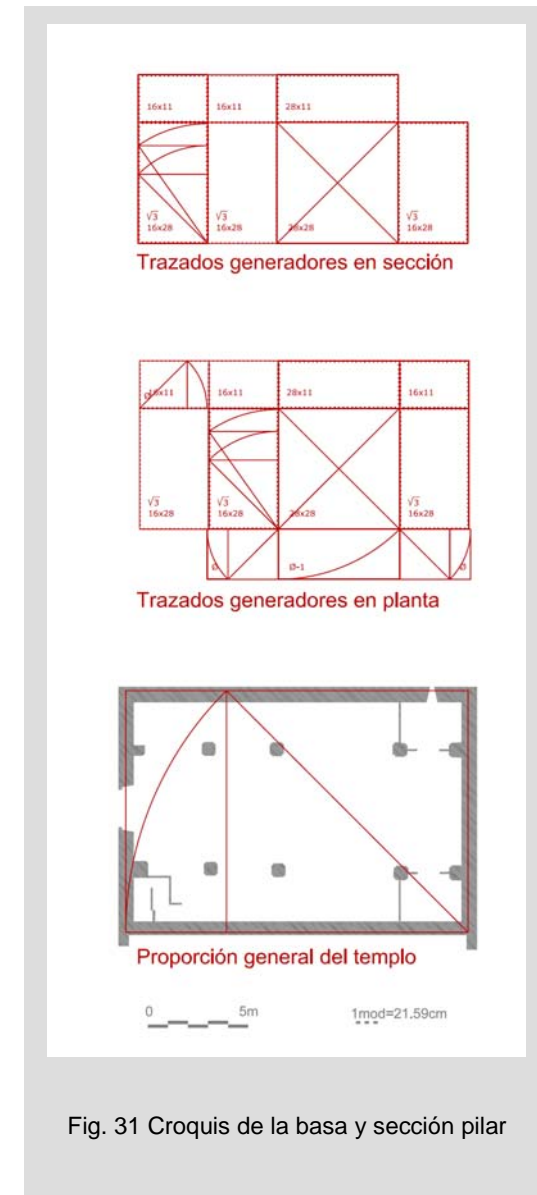 16x11 16x11 28x11
√3 √3 √3
16x28 16x28 28x28 16x28
Trazados generadores en sección
Ø 16x11 16x11 28x11 16x11
√3 √3 √3
16x28 16x28 28x28 16x28
Ø Ø-1 Ø
Trazados generadores en planta
Proporción general del templo
0 5m 1mod=21.59cm
Fig. 31 Croquis de la basa y sección pilar